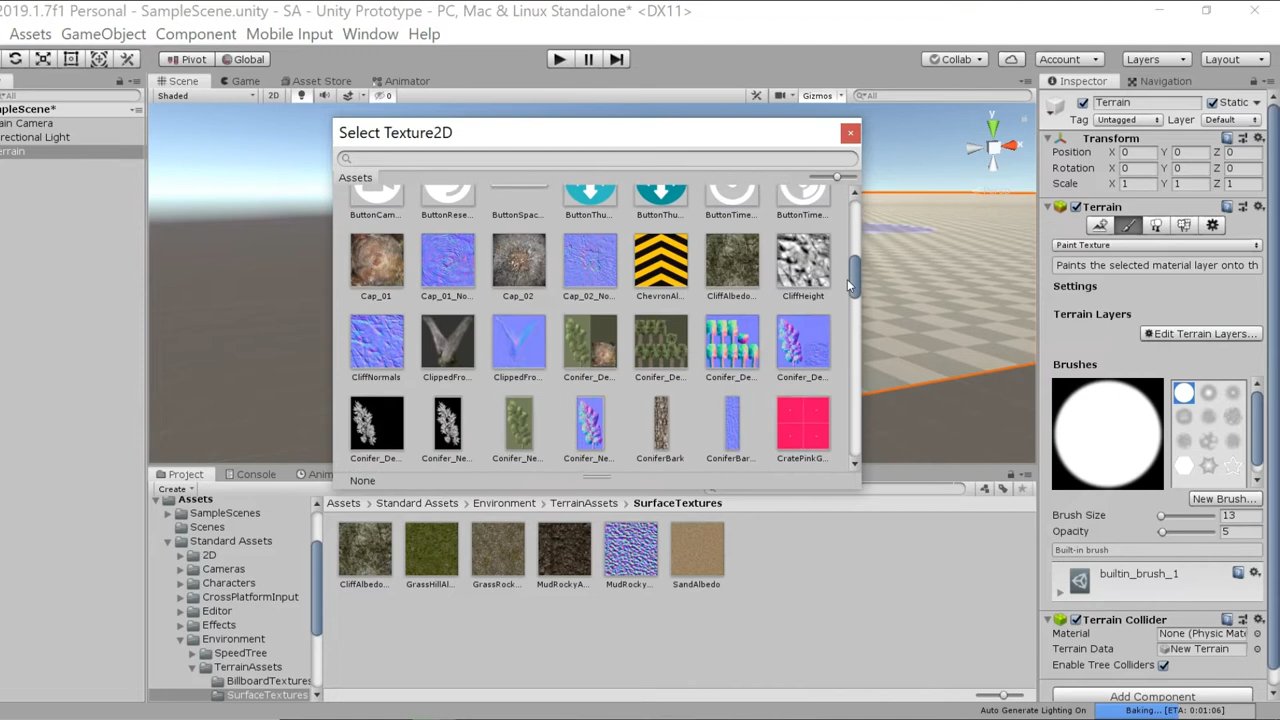 2019.1.7f1 Personal - SampleScene.unity - SA - Unity Prototype - PC, Mac & Linux Standalone* <DX11>
Assets GameObject Component Mobile Input Window Help
Pivot Global Collab Account Layers Layout
Scene Game Asset Store Animator Inspector Navigation
All Shaded 2D 0 Gizmos All
mpleScene*
ain Camera
irectional Light
errain
Select Texture2D
Assets
ButtonCam... ButtonRese... ButtonSpac... ButtonThu... ButtonThu... ButtonTime... ButtonTime...
Cap_01 Cap_01_No... Cap_02 Cap_02_No... ChevronAl... CliffAlbedo... CliffHeight
CliffNormals ClippedFro... ClippedFro... Conifer_De... Conifer_De... Conifer_De... Conifer_De...
Conifer_De... Conifer_Ne... Conifer_Ne... Conifer_Ne... ConiferBark ConiferBar... CratePinkG...
None
y
Terrain Static
Tag Untagged Layer Default
Transform
Position X 0 Y 0 Z 0
Rotation X 0 Y 0 Z 0
Scale X 1 Y 1 Z 1
Terrain
Paint Texture
Paints the selected material layer onto th
Settings
Terrain Layers
Edit Terrain Layers...
Brushes
New Brush...
Brush Size 13
Opacity 5
Built-in brush
builtin_brush_1
Terrain Collider
Material None (Physic Mate
Terrain Data New Terrain
Enable Tree Colliders
Add Component
Project Console Anim
Create
Assets
SampleScenes
Scenes
Standard Assets
2D
Cameras
Characters
CrossPlatformInput
Editor
Effects
Environment
SpeedTree
TerrainAssets
BillboardTextures
SurfaceTextures
Assets Standard Assets Environment TerrainAssets SurfaceTextures
CliffAlbedo... GrassHillAl... GrassRock... MudRockyA... MudRocky... SandAlbedo
Auto Generate Lighting On Baking... [ETA: 0:01:06]